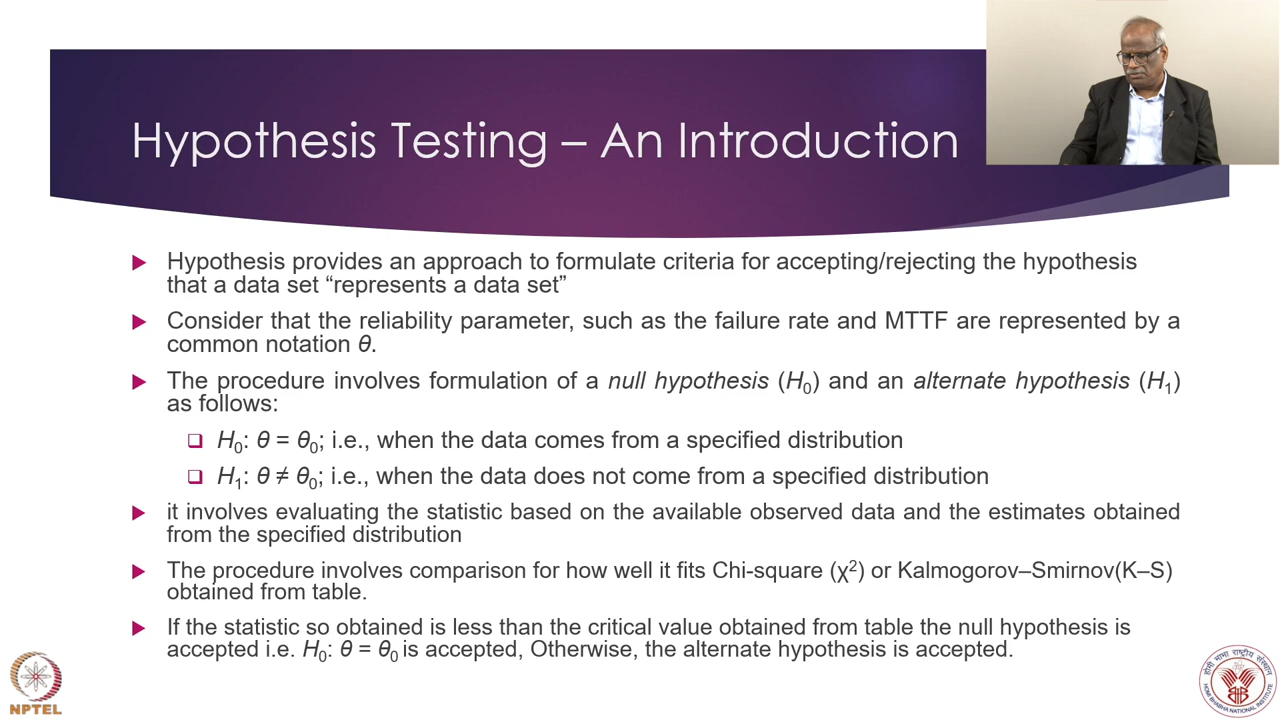 Hypothesis Testing – An Introduction
Hypothesis provides an approach to formulate criteria for accepting/rejecting the hypothesis
that a data set “represents a data set”
Consider that the reliability parameter, such as the failure rate and MTTF are represented by a
common notation θ.
The procedure involves formulation of a null hypothesis (H0) and an alternate hypothesis (H1)
as follows:
H0: θ = θ0; i.e., when the data comes from a specified distribution
H1: θ ≠ θ0; i.e., when the data does not come from a specified distribution
it involves evaluating the statistic based on the available observed data and the estimates obtained
from the specified distribution
The procedure involves comparison for how well it fits Chi-square (χ2) or Kalmogorov–Smirnov(K–S)
obtained from table.
If the statistic so obtained is less than the critical value obtained from table the null hypothesis is
accepted i.e. H0: θ = θ0 is accepted, Otherwise, the alternate hypothesis is accepted.
NPTEL
होमी भाभा राष्ट्रीय संस्थान
HOMI BHABHA NATIONAL INSTITUTE